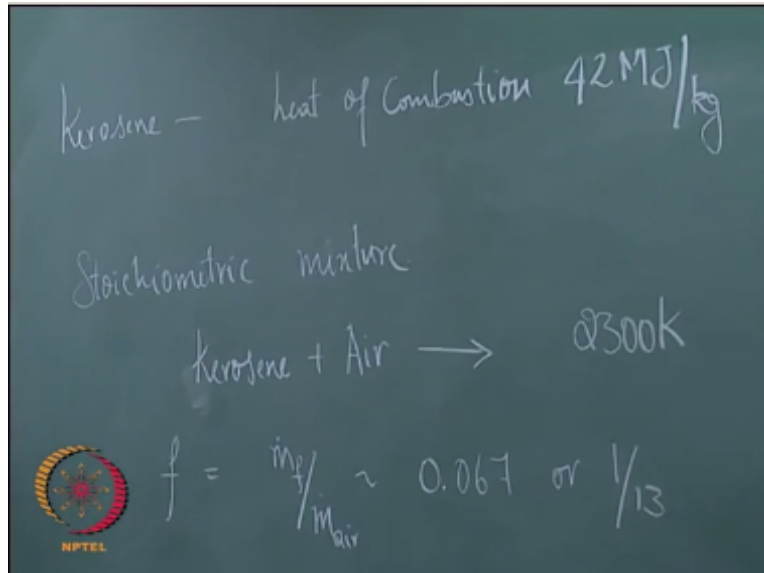 Kerosene - heat of Combustion 42 MJ/kg
Stoichiometric mixture
Kerosene + Air → 2300K
f = ṁf/ṁair ~ 0.067 or 1/13
NPTEL